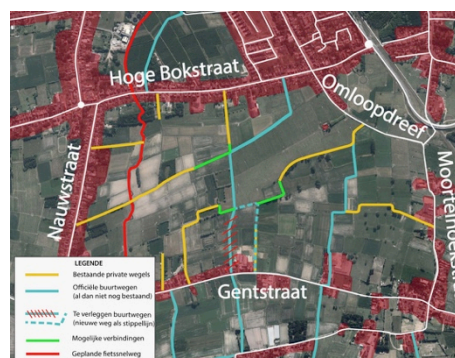 Hoge Bokstraat
Omloopdreef
Nauwstraat
Gentstraat
LEGENDE
Bestaande private wegels
Officiële buurtwegen
(al dan niet nog bestaand)
Te verleggen buurtwegen
(nieuwe weg als stippellijn)
Mogelijke verbindingen
Geplande fietssnelweg